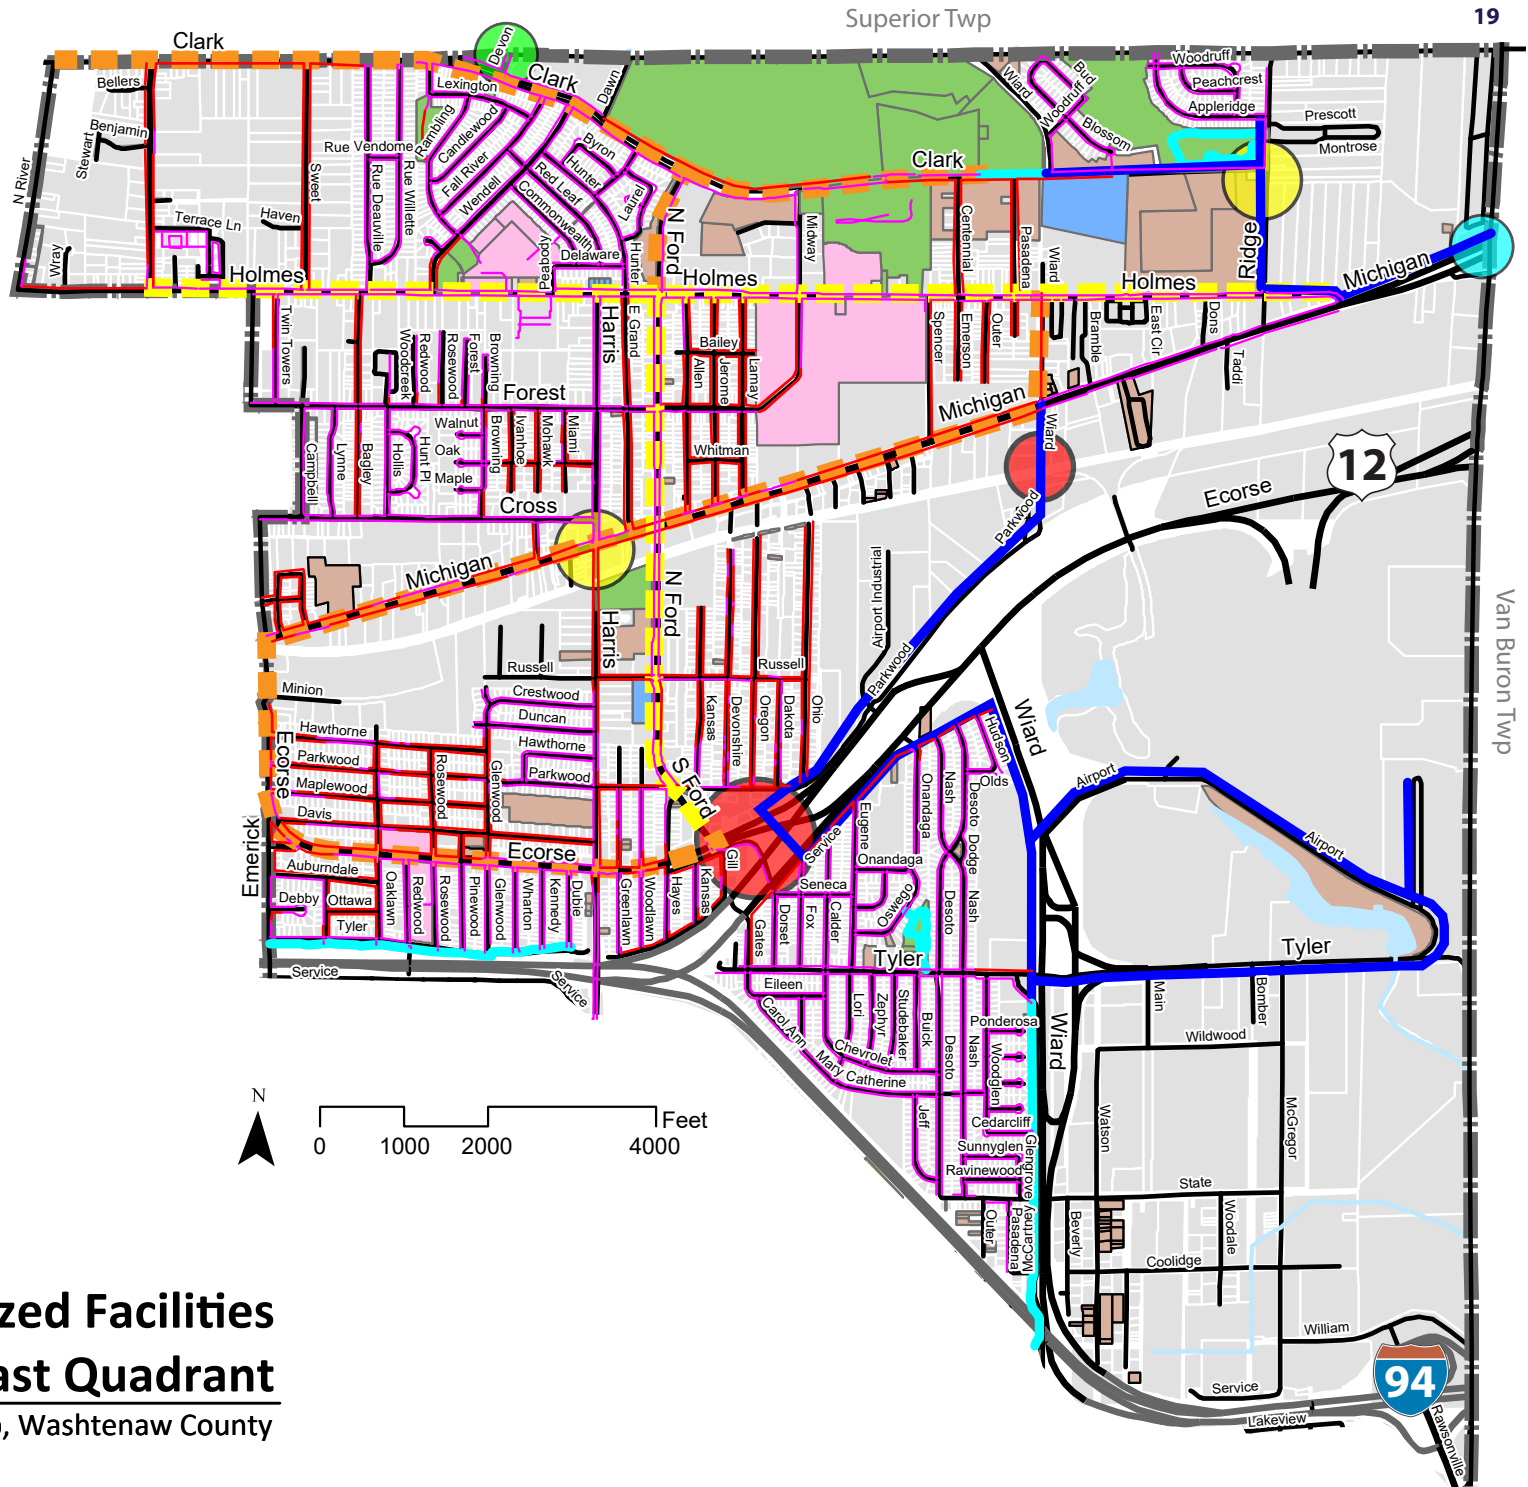 Superior Twp
19
Clark
Devon
Bellers
Lexington
Clark
Dawn
Wiard
Bud
Woodruff
Woodruff
Peachcrest
Appleridge
Prescott
Montrose
Benjamin
Stewart
Rambling
Candlewood
Byron
Blossom
Rue Vendome
Sweet
Rue Deauville
Rue Willette
Fall River
Wendell
Hunter
Red Leaf
Commonwealth
Laurel
Clark
N River
Terrace Ln
Haven
N Ford
Midway
Centennial
Pasadena
Wiard
Ridge
Wray
Peabody
Delaware
Hunter
Holmes
Holmes
Holmes
Michigan
Twin Towers
Harris
E Grand
Spencer
Emerson
Outer
Bramble
East Cir
Dons
Taddi
Woodcreek
Redwood
Rosewood
Forest
Browning
Bailey
Allen
Jerome
Liamay
Forest
Michigan
Wiard
Walnut
Oak
Maple
Campbell
Lynne
Bagley
Hollis
Hunt Pl
Browning
Ivanhoe
Mohawk
Miami
Whitman
12
Cross
Ecorse
Parkwood
Michigan
N Ford
Airport Industrial
Van Buron Twp
Harris
Russell
Russell
Parkwood
Minion
Crestwood
Duncan
Kansas
Devonshire
Oregon
Dakota
Ohio
Wiard
Hudson
Hawthorne
Hawthorne
Ecorse
Parkwood
Parkwood
Maplewood
Rosewood
Glenwood
S Ford
Airport
Olds
Davis
Onandaga
Nash
Desoto
Dodge
Eugene
Service
Airport
Emerick
Ecorse
Gill
Onandaga
Auburndale
Seneca
Debby
Ottawa
Tyler
Oaklawn
Redwood
Rosewood
Pinewood
Glenwood
Wharton
Kennedy
Dubie
Greenlawn
Woodlawn
Hayes
Kansas
Gates
Dorset
Fox
Calder
Oswego
Desoto
Nash
Tyler
Tyler
Service
Service
Eileen
Carol Ann
Lori
Zephyr
Studebaker
Buick
Desoto
Nash
Ponderosa
Woodglen
Wiard
Main
Bomber
Wildwood
Chevrolet
Mary Catherine
Jeff
Cedarcliff
Sunnyglen
Ravinewood
Glengrove
Watson
McGregor
N
Feet
0
1000
2000
4000
State
Outer
Pasadena
McCartney
Beverly
Woodale
Coolidge
William
94
Service
Lakeview
Rawsonville
zed Facilities
ast Quadrant
, Washtenaw County